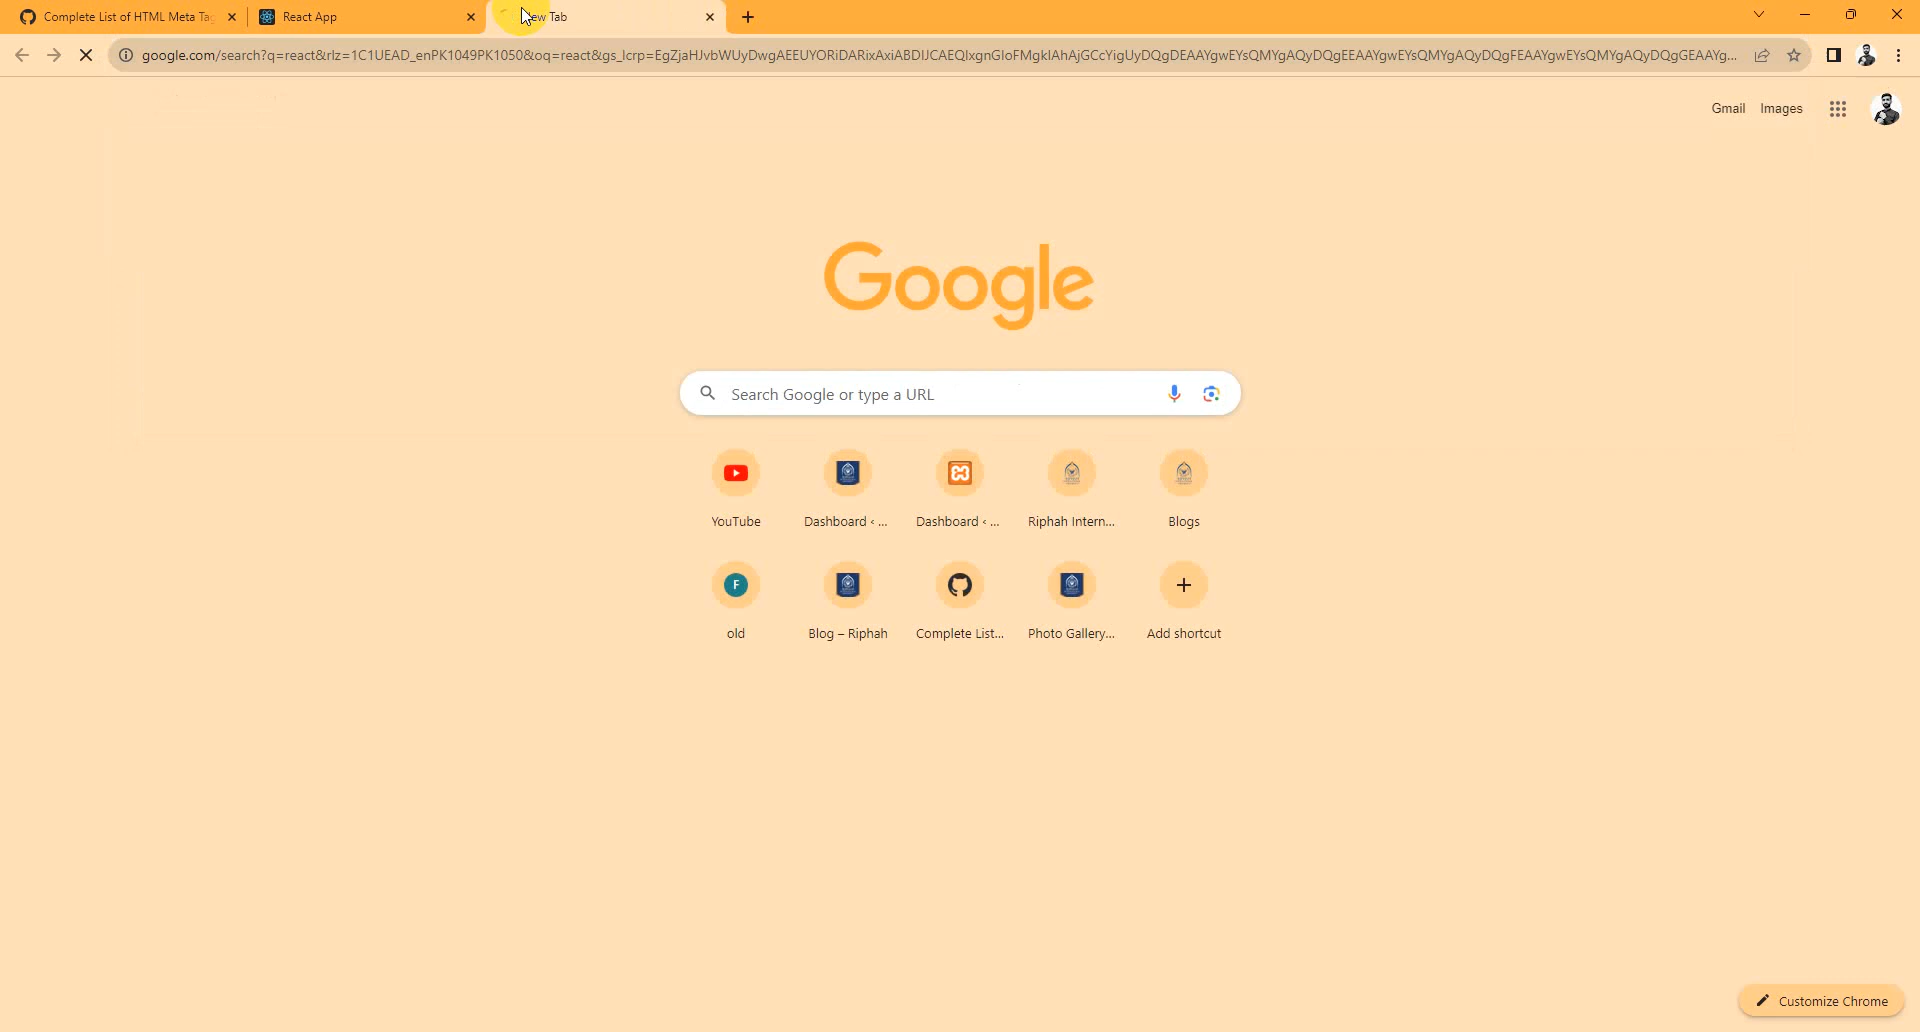 Complete List of HTML Meta Ta
React App
New Tab
google.com/search?q=react&rlz=1C1UEAD_enPK1049PK1050&oq=react&gs_lcrp=
Gmail
Images
Google
Search Google or type a URL
YouTube
Dashboard ‹ ...
Dashboard ‹ ...
Riphah Intern...
Blogs
F
old
Blog – Riphah
Complete List...
Photo Gallery...
Add shortcut
Customize Chrome